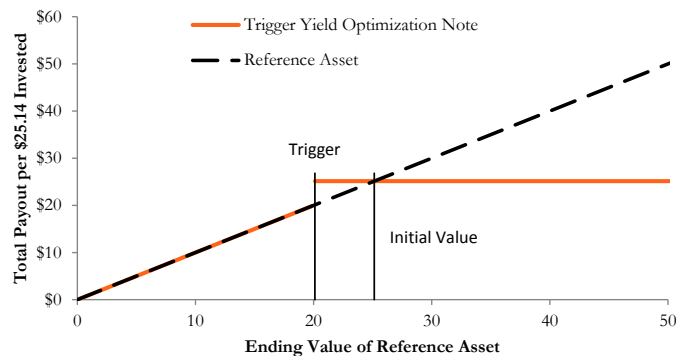 Trigger Yield Optimization Note
Reference Asset
Total Payout per $25.14 Invested
$60
$50
$40
$30
$20
$10
$0
Trigger
Initial Value
0
10
20
30
40
50
Ending Value of Reference Asset